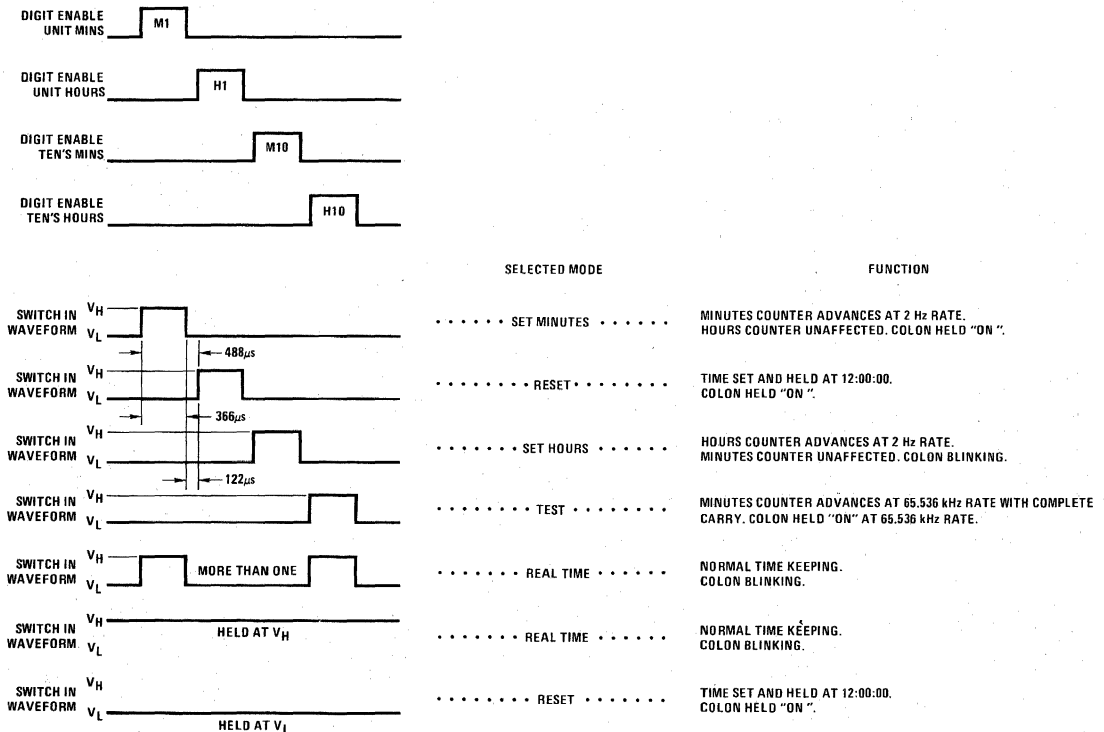 DIGIT ENABLE
UNIT MINS
M1
DIGIT ENABLE
UNIT HOURS
H1
DIGIT ENABLE
TEN'S MINS
M10
DIGIT ENABLE
TEN'S HOURS
H10
SELECTED MODE
FUNCTION
SWITCH IN
WAVEFORM
VH
VL
SET MINUTES
MINUTES COUNTER ADVANCES AT 2 Hz RATE.
HOURS COUNTER UNAFFECTED. COLON HELD "ON ".
488μs
SWITCH IN
WAVEFORM
VH
VL
RESET
TIME SET AND HELD AT 12:00:00.
COLON HELD "ON ".
366μs
SWITCH IN
WAVEFORM
VH
VL
SET HOURS
HOURS COUNTER ADVANCES AT 2 Hz RATE.
MINUTES COUNTER UNAFFECTED. COLON BLINKING.
122μs
SWITCH IN
WAVEFORM
VH
VL
TEST
MINUTES COUNTER ADVANCES AT 65.536 kHz RATE WITH COMPLETE
CARRY. COLON HELD "ON" AT 65.536 kHz RATE.
SWITCH IN
WAVEFORM
VH
VL
MORE THAN ONE
REAL TIME
NORMAL TIME KEEPING.
COLON BLINKING.
SWITCH IN
WAVEFORM
VH
VL
HELD AT VH
REAL TIME
NORMAL TIME KEEPING.
COLON BLINKING.
SWITCH IN
WAVEFORM
VH
VL
HELD AT VL
RESET
TIME SET AND HELD AT 12:00:00.
COLON HELD "ON ".